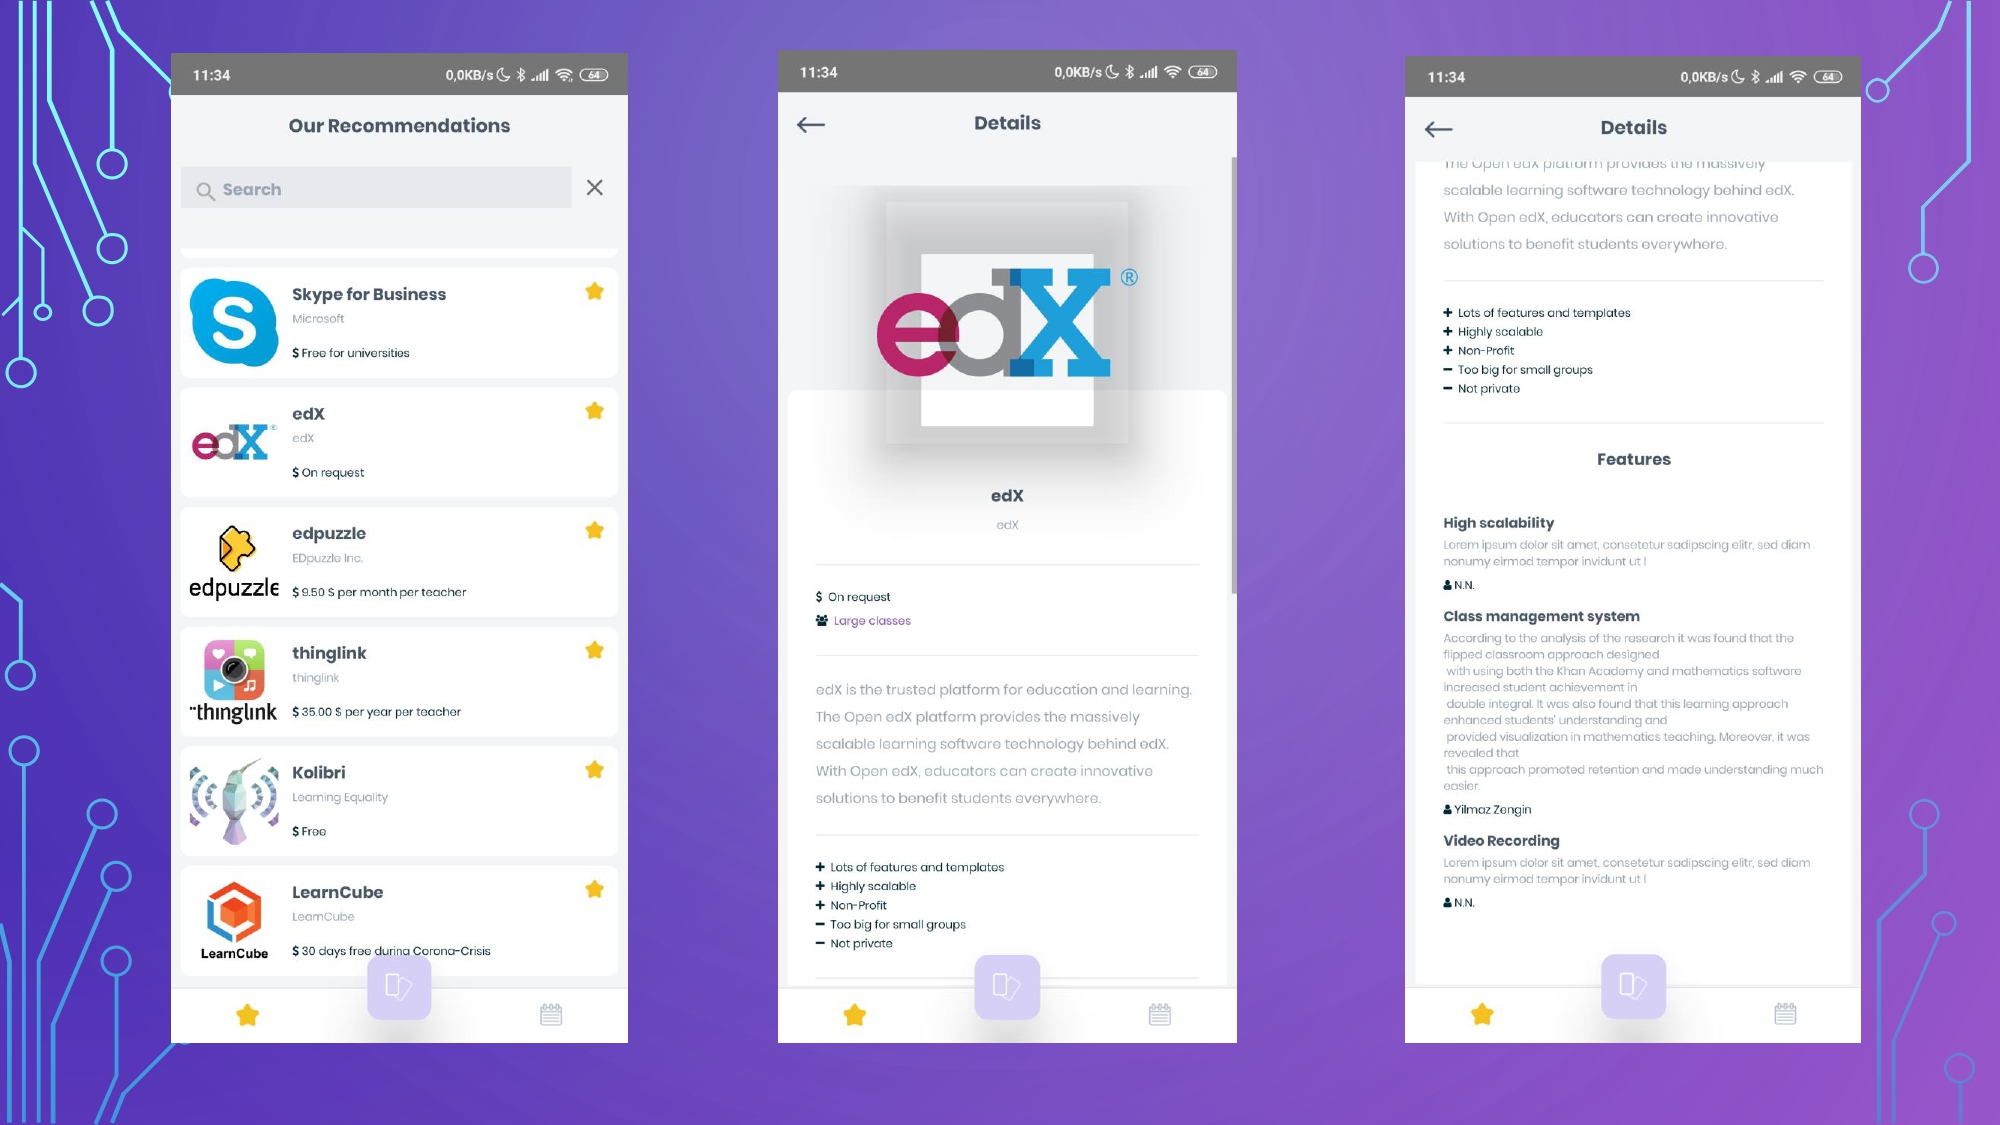 11:34
0,0KB/s
64
Our Recommendations
Search
S
Skype for Business
Microsoft
$ Free for universities
edX®
edX
edX
$ On request
edpuzzle
edpuzzle
EDpuzzle Inc.
$ 9.50 $ per month per teacher
¨thinglink
thinglink
thinglink
$ 35.00 $ per year per teacher
Kolibri
Learning Equality
$ Free
LearnCube
LearnCube
LearnCube
$ 30 days free during Corona-Crisis
11:34
0,0KB/s
64
Details
edX®
edX
edX
$ On request
Large classes
edX is the trusted platform for education and learning.
The Open edX platform provides the massively
scalable learning software technology behind edX.
With Open edX, educators can create innovative
solutions to benefit students everywhere.
+ Lots of features and templates
+ Highly scalable
+ Non-Profit
− Too big for small groups
− Not private
11:34
0,0KB/s
64
Details
The Open edX platform provides the massively
scalable learning software technology behind edX.
With Open edX, educators can create innovative
solutions to benefit students everywhere.
+ Lots of features and templates
+ Highly scalable
+ Non-Profit
− Too big for small groups
− Not private
Features
High scalability
Lorem ipsum dolor sit amet, consetetur sadipscing elitr, sed diam
nonumy eirmod tempor invidunt ut l
N.N.
Class management system
According to the analysis of the research it was found that the
flipped classroom approach designed
with using both the Khan Academy and mathematics software
increased student achievement in
double integral. It was also found that this learning approach
enhanced students' understanding and
provided visualization in mathematics teaching. Moreover, it was
revealed that
this approach promoted retention and made understanding much
easier.
Yilmaz Zengin
Video Recording
Lorem ipsum dolor sit amet, consetetur sadipscing elitr, sed diam
nonumy eirmod tempor invidunt ut l
N.N.